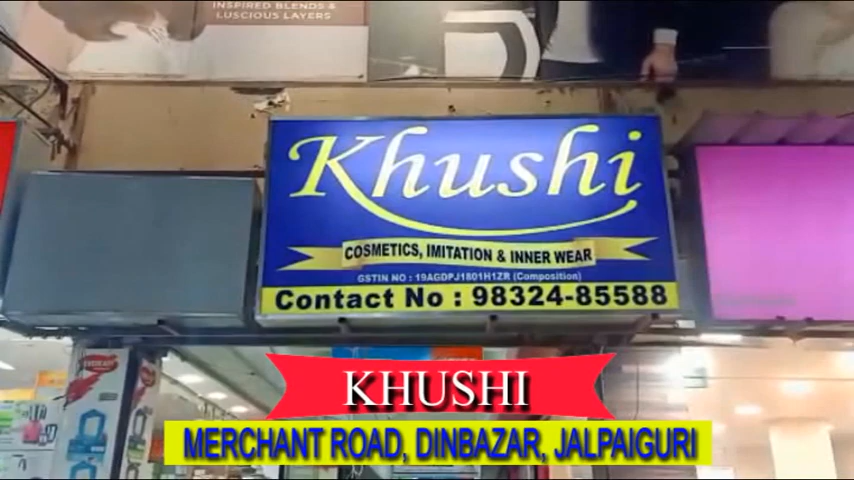 INSPIRED BLENDS &
LUSCIOUS LAYERS
Khushi
COSMETICS, IMITATION & INNER WEAR
GSTIN NO : 19AGDPJ1801H1ZR (Composition)
Contact No : 98324-85588
KHUSHI
MERCHANT ROAD, DINBAZAR, JALPAIGURI